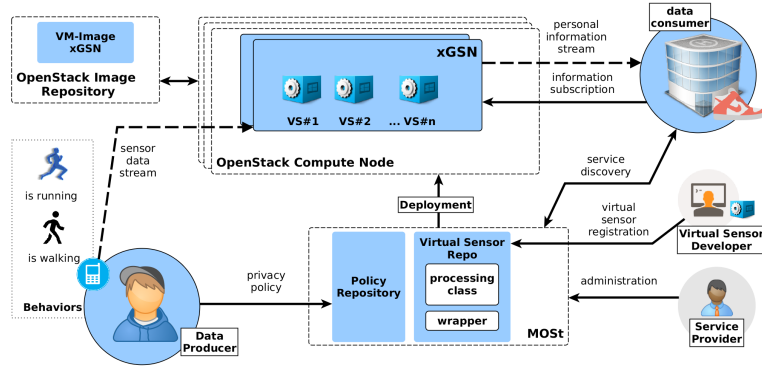 VM-Image
xGSN
OpenStack Image
Repository
xGSN
VS#1
VS#2
... VS#n
OpenStack Compute Node
personal
information
stream
data
consumer
information
subscription
sensor
data
stream
is running
is walking
Behaviors
service
discovery
Deployment
virtual
sensor
registration
Virtual Sensor
Developer
privacy
policy
Policy
Repository
Virtual Sensor
Repo
processing
class
wrapper
MOSt
administration
Service
Provider
Data
Producer